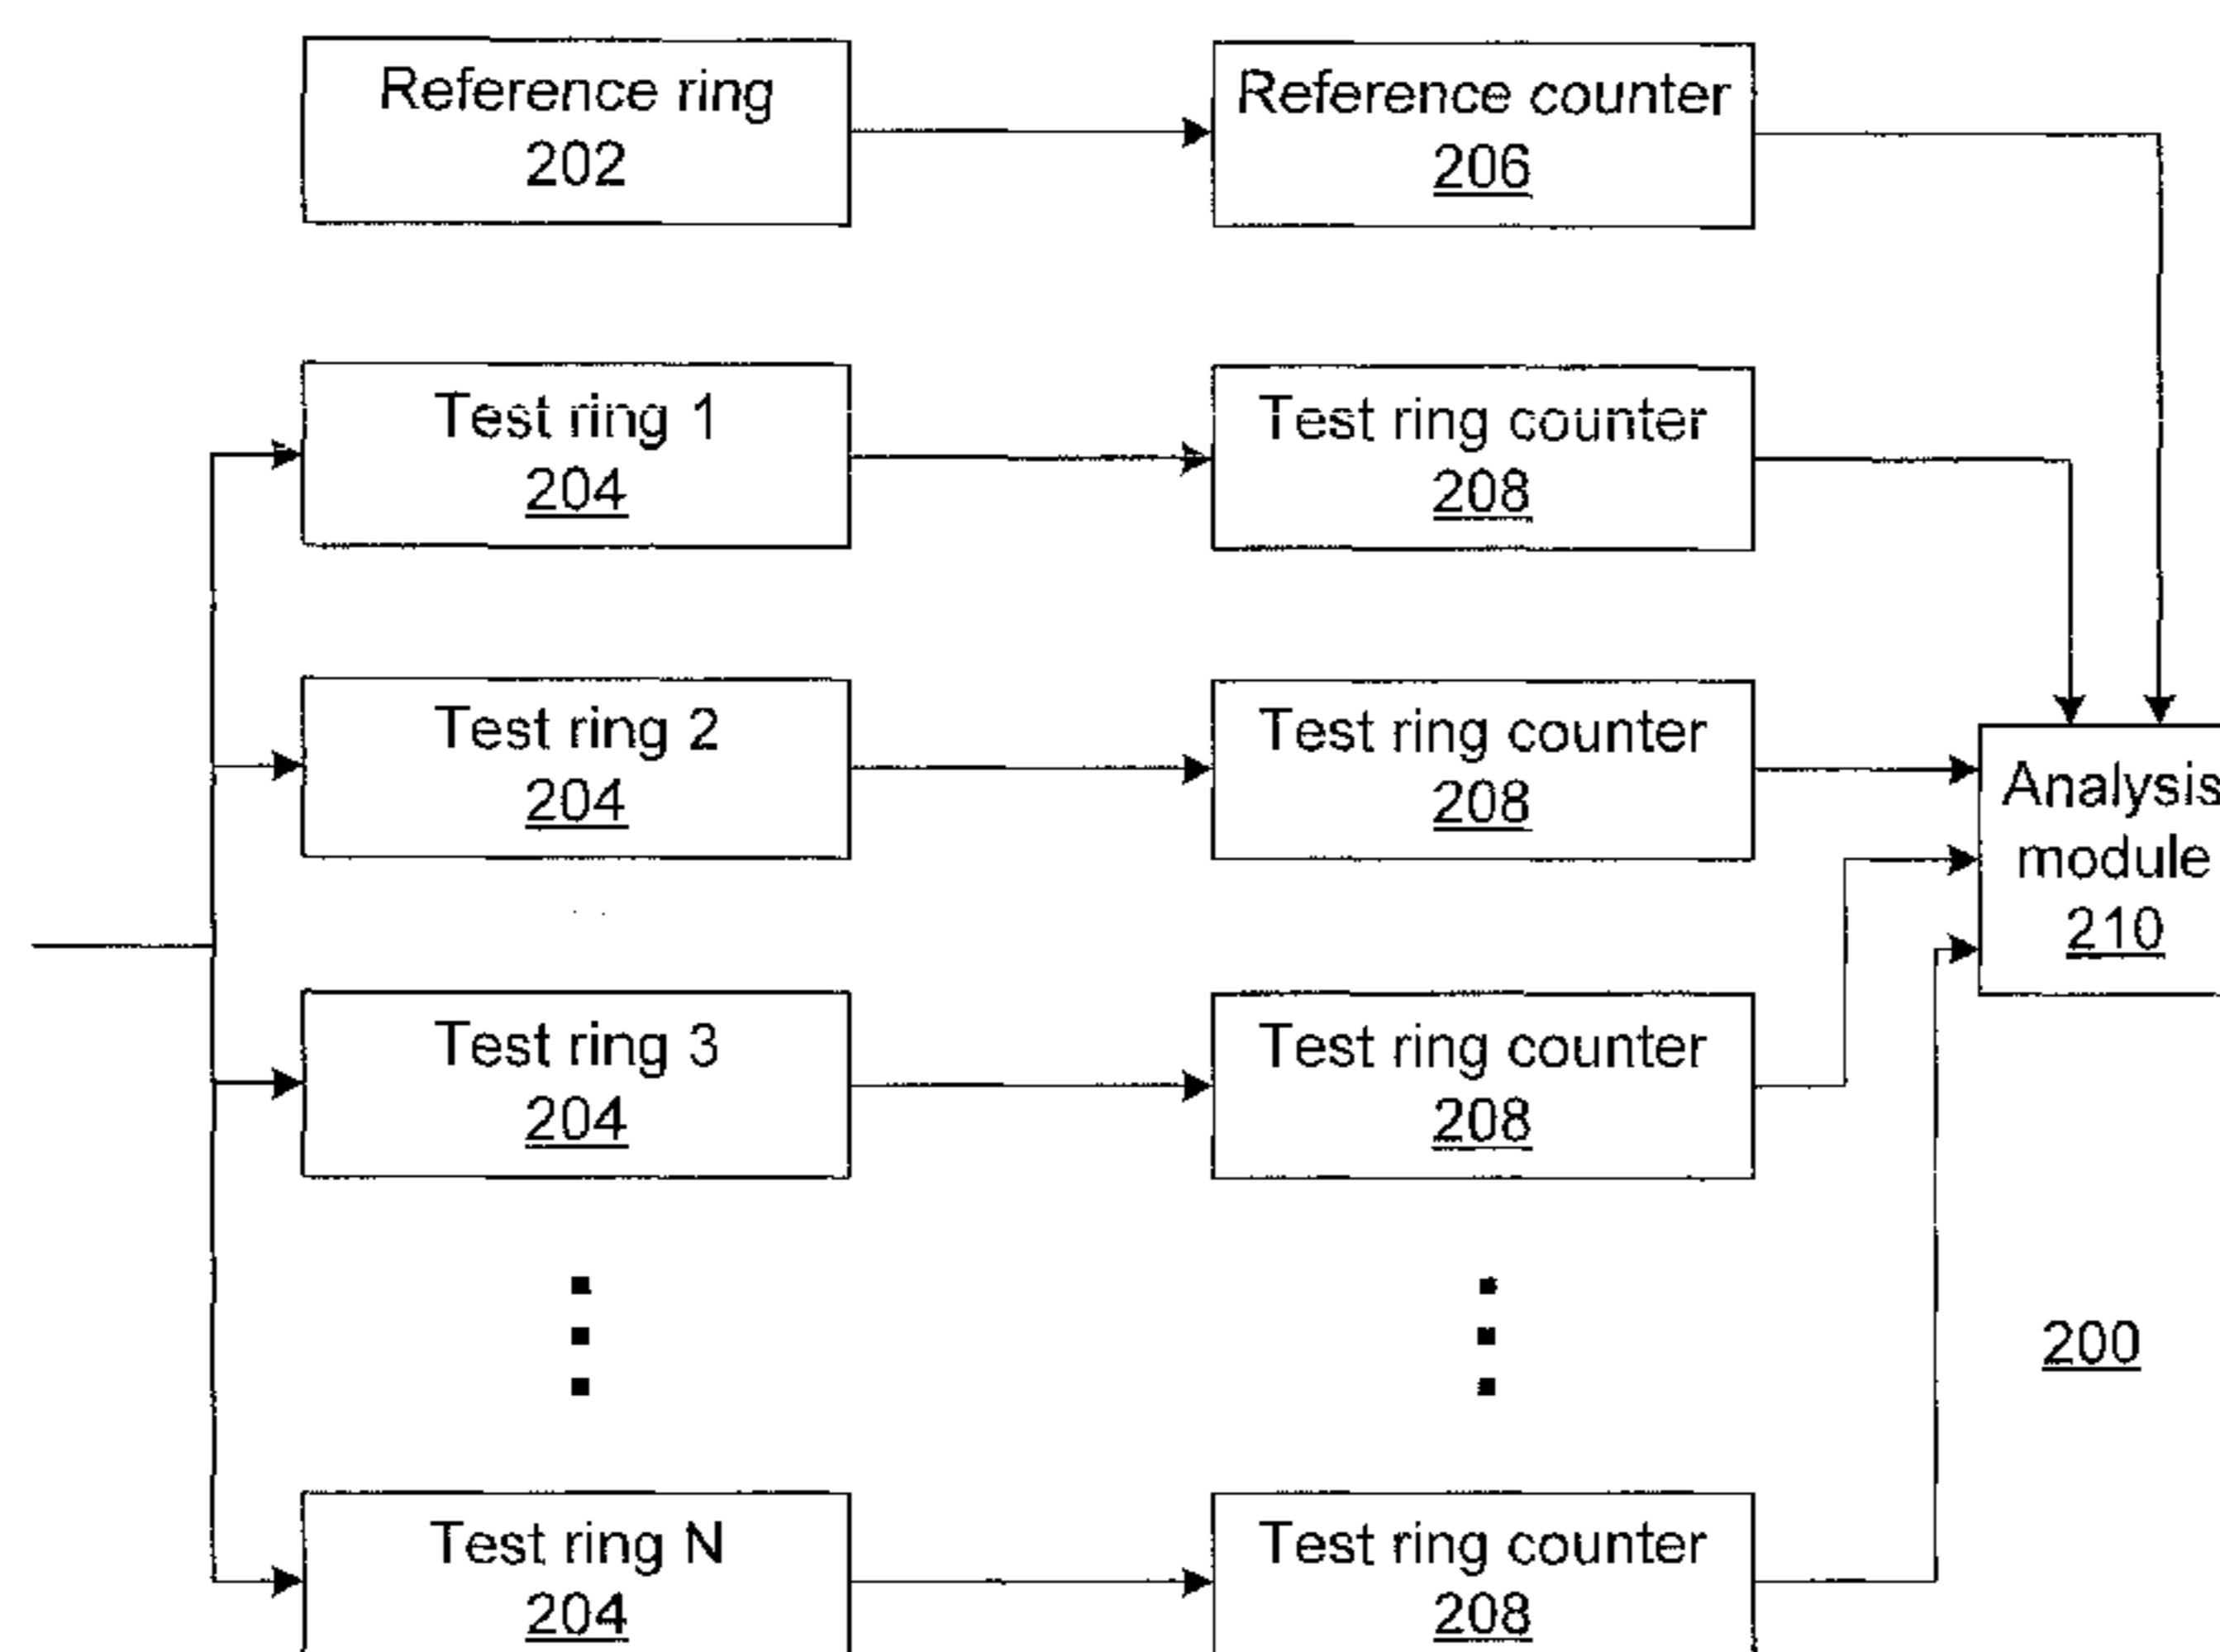 Reference ring
202
Reference counter
206
Test ring 1
204
Test ring counter
208
Test ring 2
204
Test ring counter
208
Analysis
module
210
Test ring 3
204
Test ring counter
208
200
Test ring N
204
Test ring counter
208